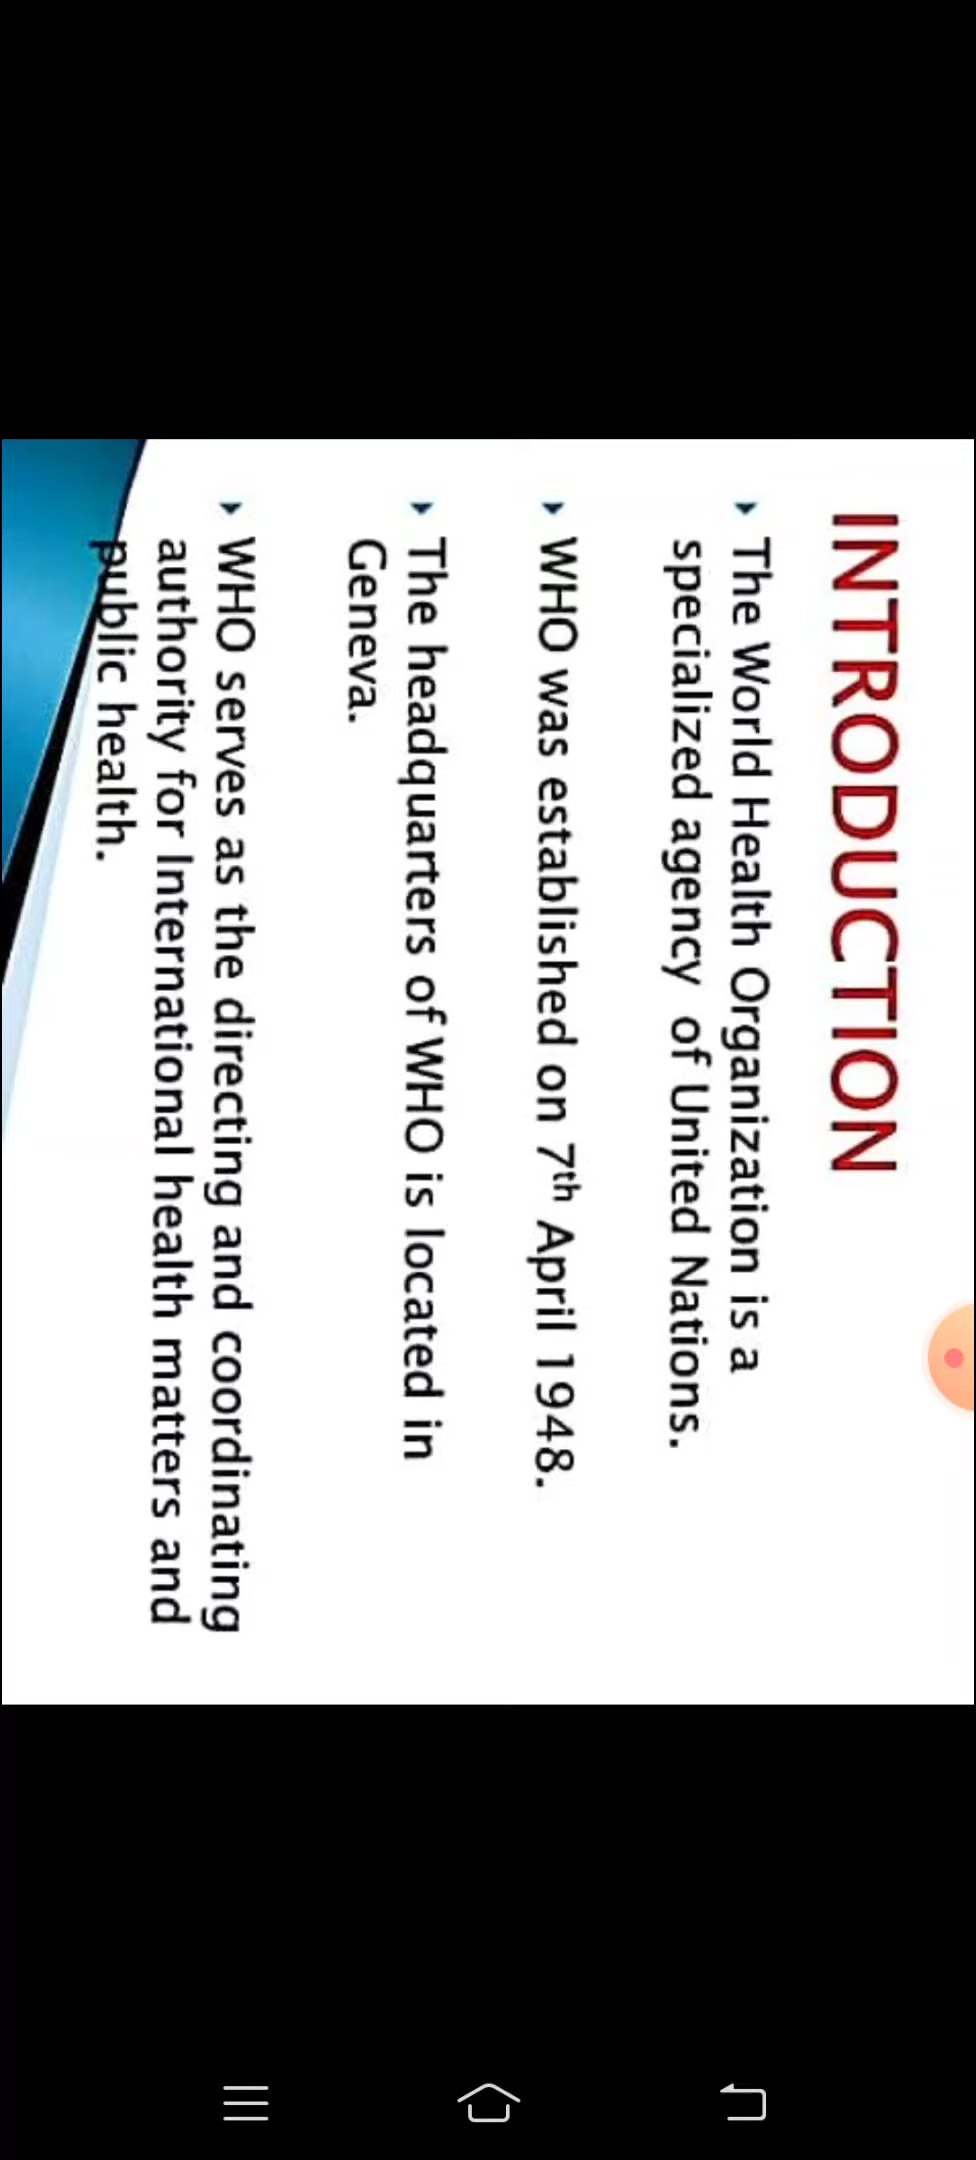 INTRODUCTION
The World Health Organization is a
specialized agency of United Nations.
WHO was established on 7th April 1948.
The headquarters of WHO is located in
Geneva.
WHO serves as the directing and coordinating
authority for International health matters and
public health.